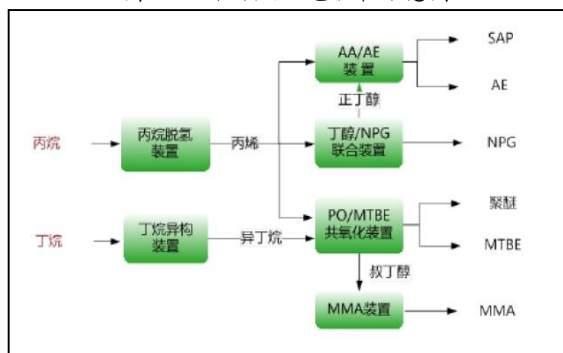 SAP
AA/AE
装 置
AE
正丁醇
丙烷
丙烷脱氢
装置
丙烯
丁醇/NPG
联合装置
NPG
聚醚
丁烷
丁烷异构
装置
异丁烷
PO/MTBE
共氧化装置
MTBE
叔丁醇
MMA装置
MMA